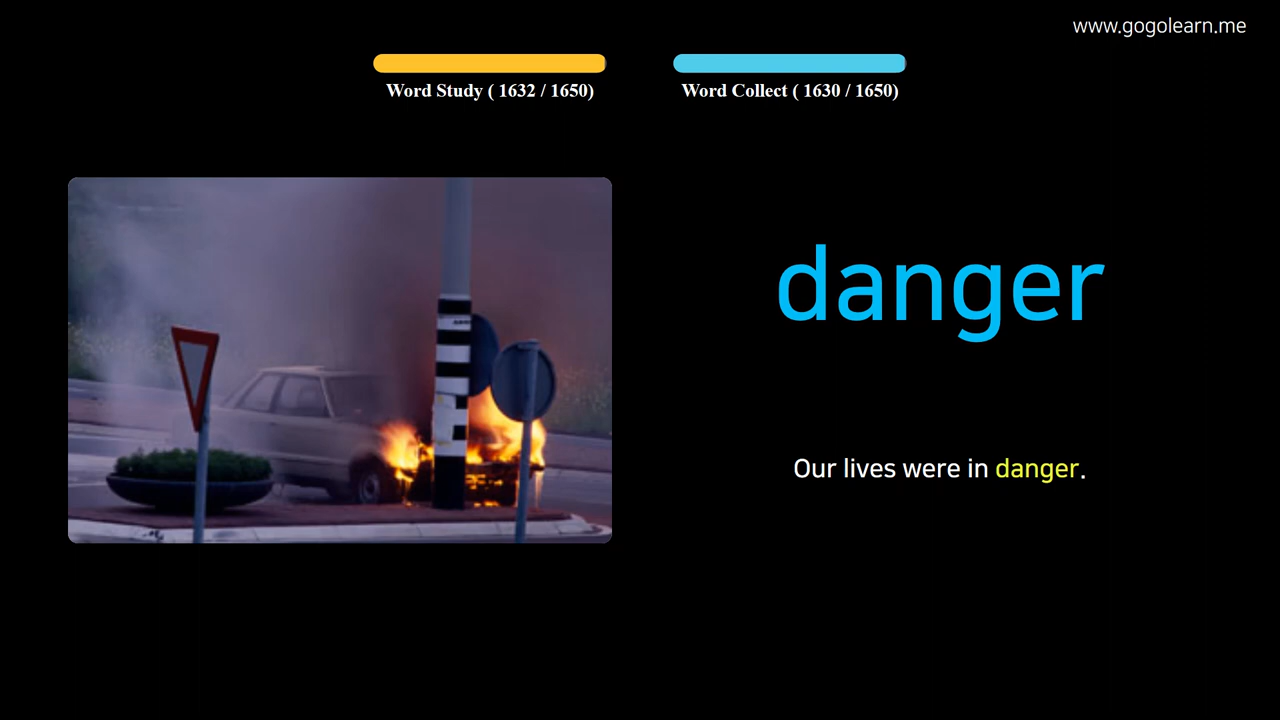 www.gogolearn.me
Word Study ( 1632 / 1650)
Word Collect ( 1630 / 1650)
danger
Our lives were in danger.